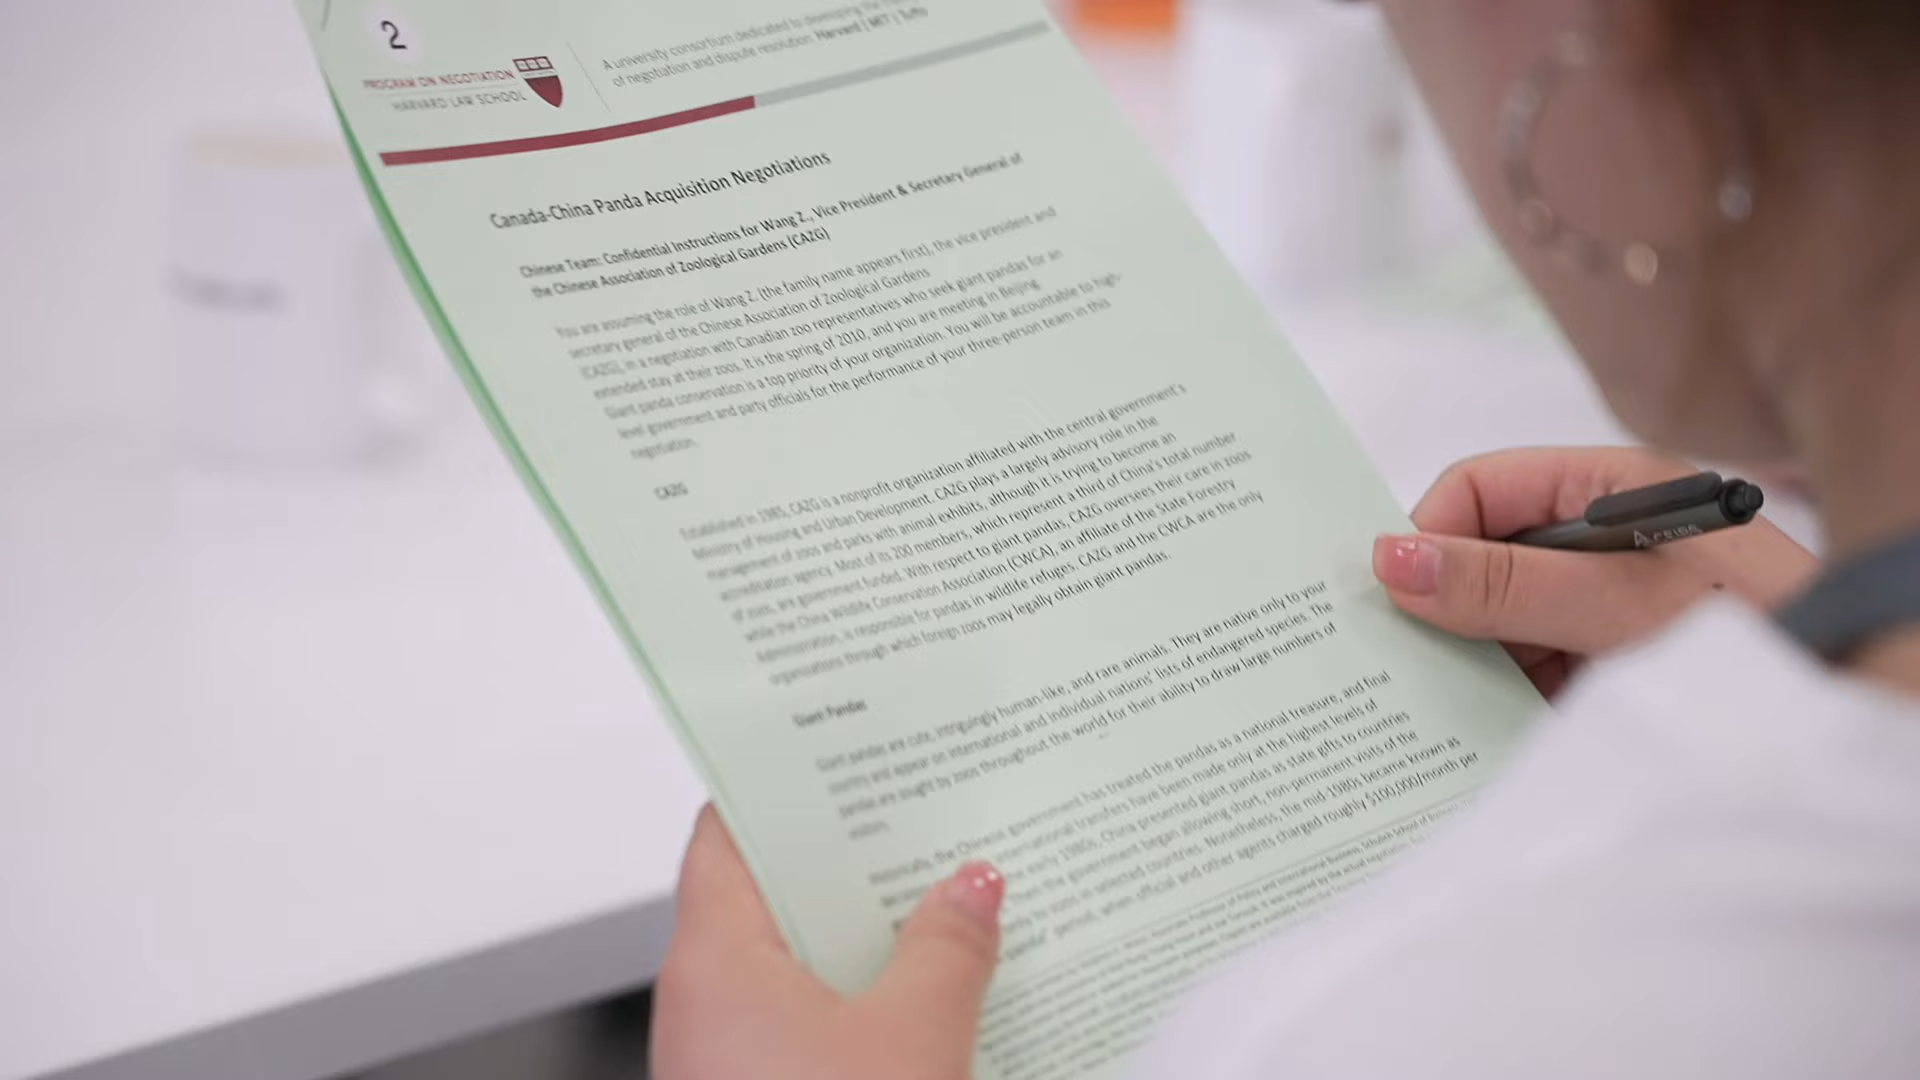 2
PROGRAM ON NEGOTIATION
HARVARD LAW SCHOOL
A university consortium dedicated to developing the
of negotiation and dispute resolution. Harvard | MIT | Tufts
Canada-China Panda Acquisition Negotiations
Chinese Team: Confidential Instructions for Wang Z., Vice President & Secretary General of
the Chinese Association of Zoological Gardens (CAZG)
You are assuming the role of Wang Z. (the family name appears first), the vice president and
secretary general of the Chinese Association of Zoological Gardens
(CAZG), in a negotiation with Canadian zoo representatives who seek giant pandas for an
extended stay at their zoos. It is the spring of 2010, and you are meeting in Beijing.
Giant panda conservation is a top priority of your organization. You will be accountable to high-
level government and party officials for the performance of your three-person team in this
negotiation.
CAZG
Established in 1985, CAZG is a nonprofit organization affiliated with the central government's
Ministry of Housing and Urban Development. CAZG plays a largely advisory role in the
management of zoos and parks with animal exhibits, although it is trying to become an
accreditation agency. Most of its 200 members, which represent a third of China's total number
of zoos, are government funded. With respect to giant pandas, CAZG oversees their care in zoos
while the China Wildlife Conservation Association (CWCA), an affiliate of the State Forestry
Administration, is responsible for pandas in wildlife refuges. CAZG and the CWCA are the only
organizations through which foreign zoos may legally obtain giant pandas.
Giant Pandas
Giant pandas are cute, intriguingly human-like, and rare animals. They are native only to your
country and appear on international and individual nations' lists of endangered species. The
pandas are sought by zoos throughout the world for their ability to draw large numbers of
visitors.
Historically, the Chinese government has treated the pandas as a national treasure, and final
international transfers have been made only at the highest levels of
early 1980s, China presented giant pandas as state gifts to countries
the government began allowing short, non-permanent visits of the
to zoos in selected countries. Nonetheless, the mid-1980s became known as
panda" period, when official and other agents charged roughly $100,000/month per